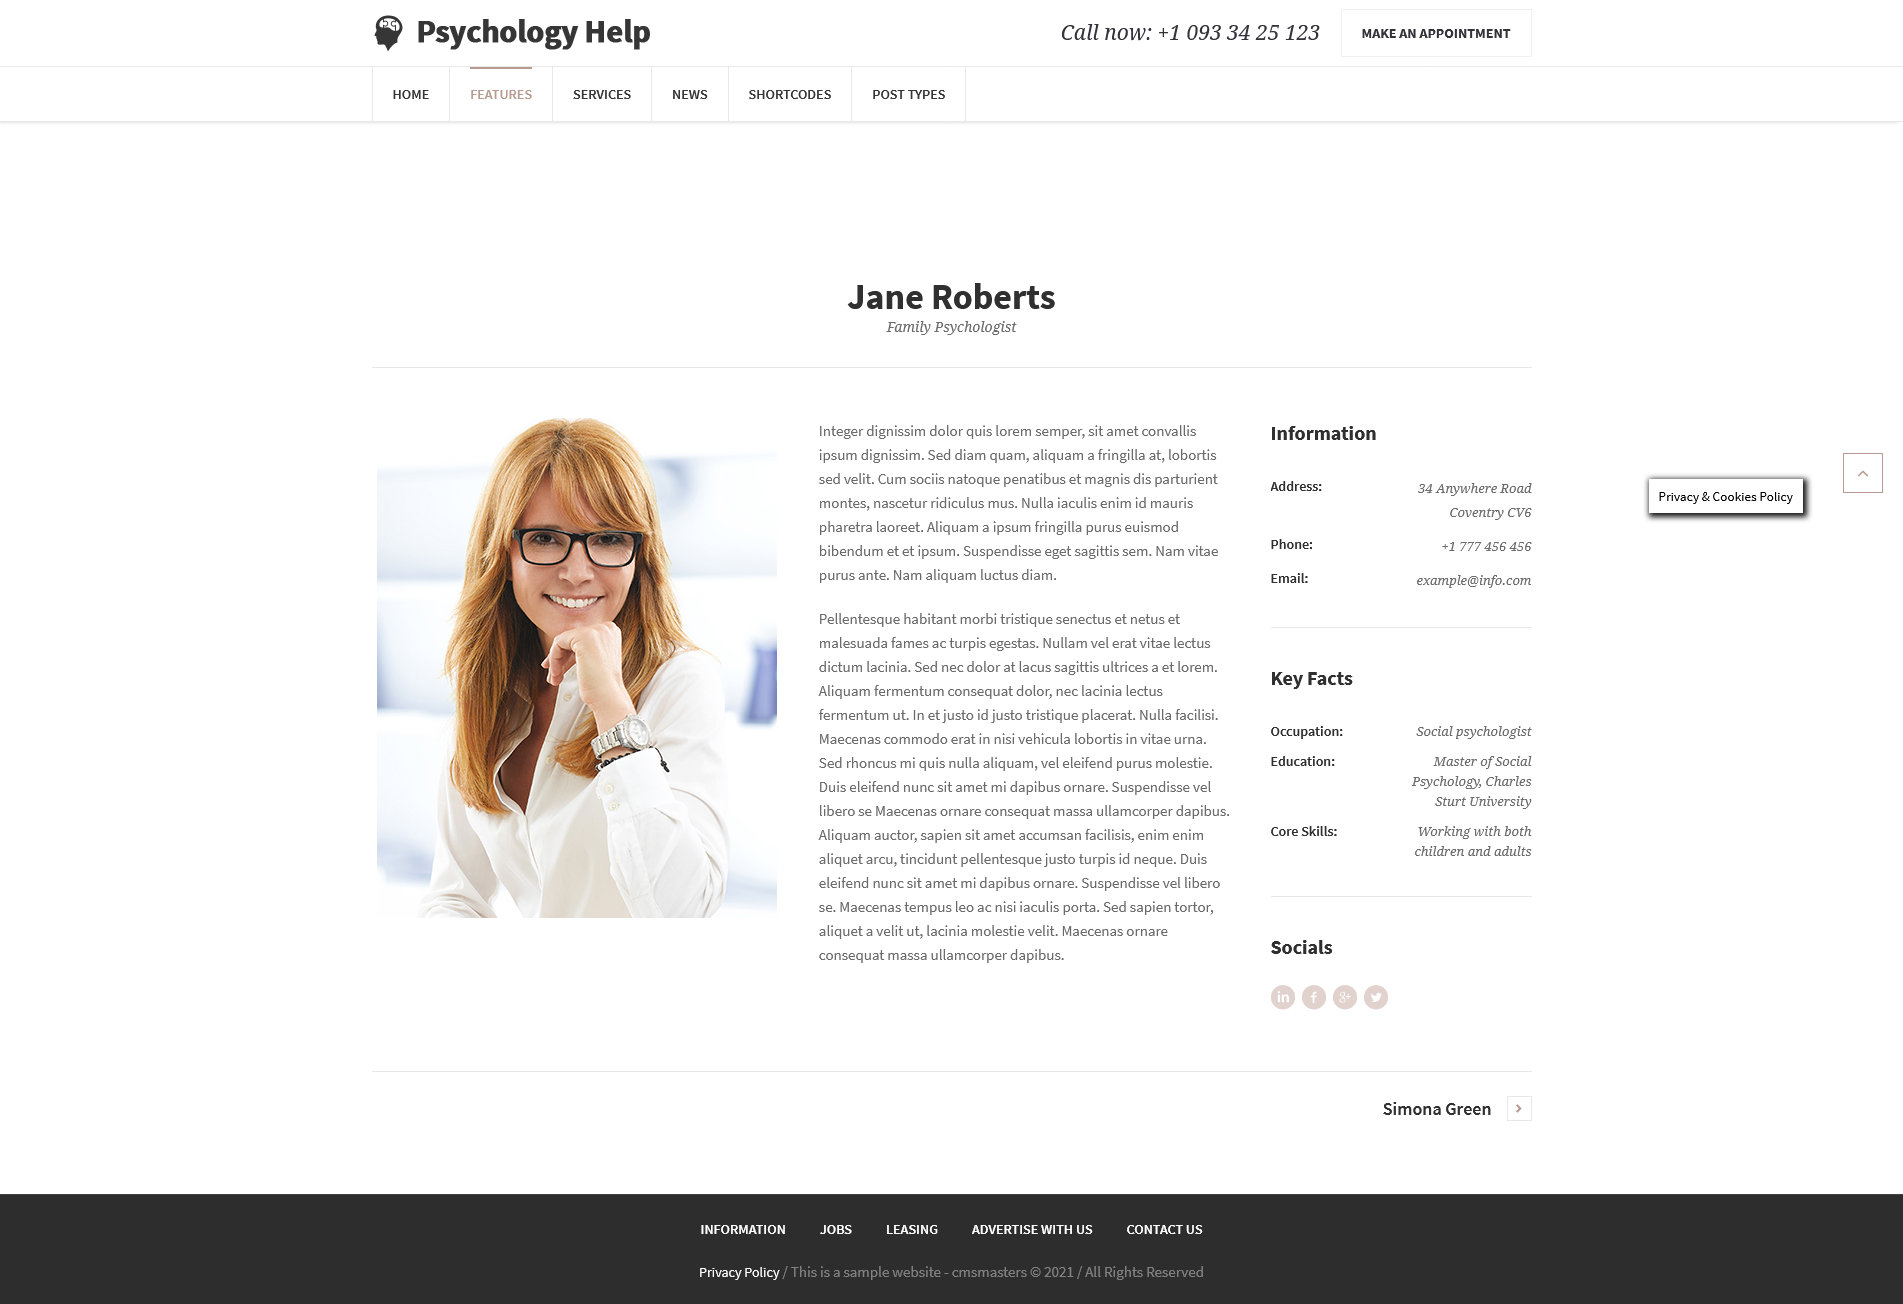 Psychology Help
Call now: +1 093 34 25 123
MAKE AN APPOINTMENT
HOME
FEATURES
SERVICES
NEWS
SHORTCODES
POST TYPES
Jane Roberts
Family Psychologist
Integer dignissim dolor quis lorem semper, sit amet convallis
ipsum dignissim. Sed diam quam, aliquam a fringilla at, lobortis
sed velit. Cum sociis natoque penatibus et magnis dis parturient
montes, nascetur ridiculus mus. Nulla iaculis enim id mauris
pharetra laoreet. Aliquam a ipsum fringilla purus euismod
bibendum et et ipsum. Suspendisse eget sagittis sem. Nam vitae
purus ante. Nam aliquam luctus diam.
Pellentesque habitant morbi tristique senectus et netus et
malesuada fames ac turpis egestas. Nullam vel erat vitae lectus
dictum lacinia. Sed nec dolor at lacus sagittis ultrices a et lorem.
Aliquam fermentum consequat dolor, nec lacinia lectus
fermentum ut. In et justo id justo tristique placerat. Nulla facilisi.
Maecenas commodo erat in nisi vehicula lobortis in vitae urna.
Sed rhoncus mi quis nulla aliquam, vel eleifend purus molestie.
Duis eleifend nunc sit amet mi dapibus ornare. Suspendisse vel
libero se Maecenas ornare consequat massa ullamcorper dapibus.
Aliquam auctor, sapien sit amet accumsan facilisis, enim enim
aliquet arcu, tincidunt pellentesque justo turpis id neque. Duis
eleifend nunc sit amet mi dapibus ornare. Suspendisse vel libero
se. Maecenas tempus leo ac nisi iaculis porta. Sed sapien tortor,
aliquet a velit ut, lacinia molestie velit. Maecenas ornare
consequat massa ullamcorper dapibus.
Information
Address: 34 Anywhere Road
Coventry CV6
Phone: +1 777 456 456
Email: example@info.com
Key Facts
Occupation: Social psychologist
Education: Master of Social
Psychology, Charles
Sturt University
Core Skills: Working with both
children and adults
Socials
Privacy & Cookies Policy
Simona Green
INFORMATION
JOBS
LEASING
ADVERTISE WITH US
CONTACT US
Privacy Policy / This is a sample website - cmsmasters © 2021 / All Rights Reserved